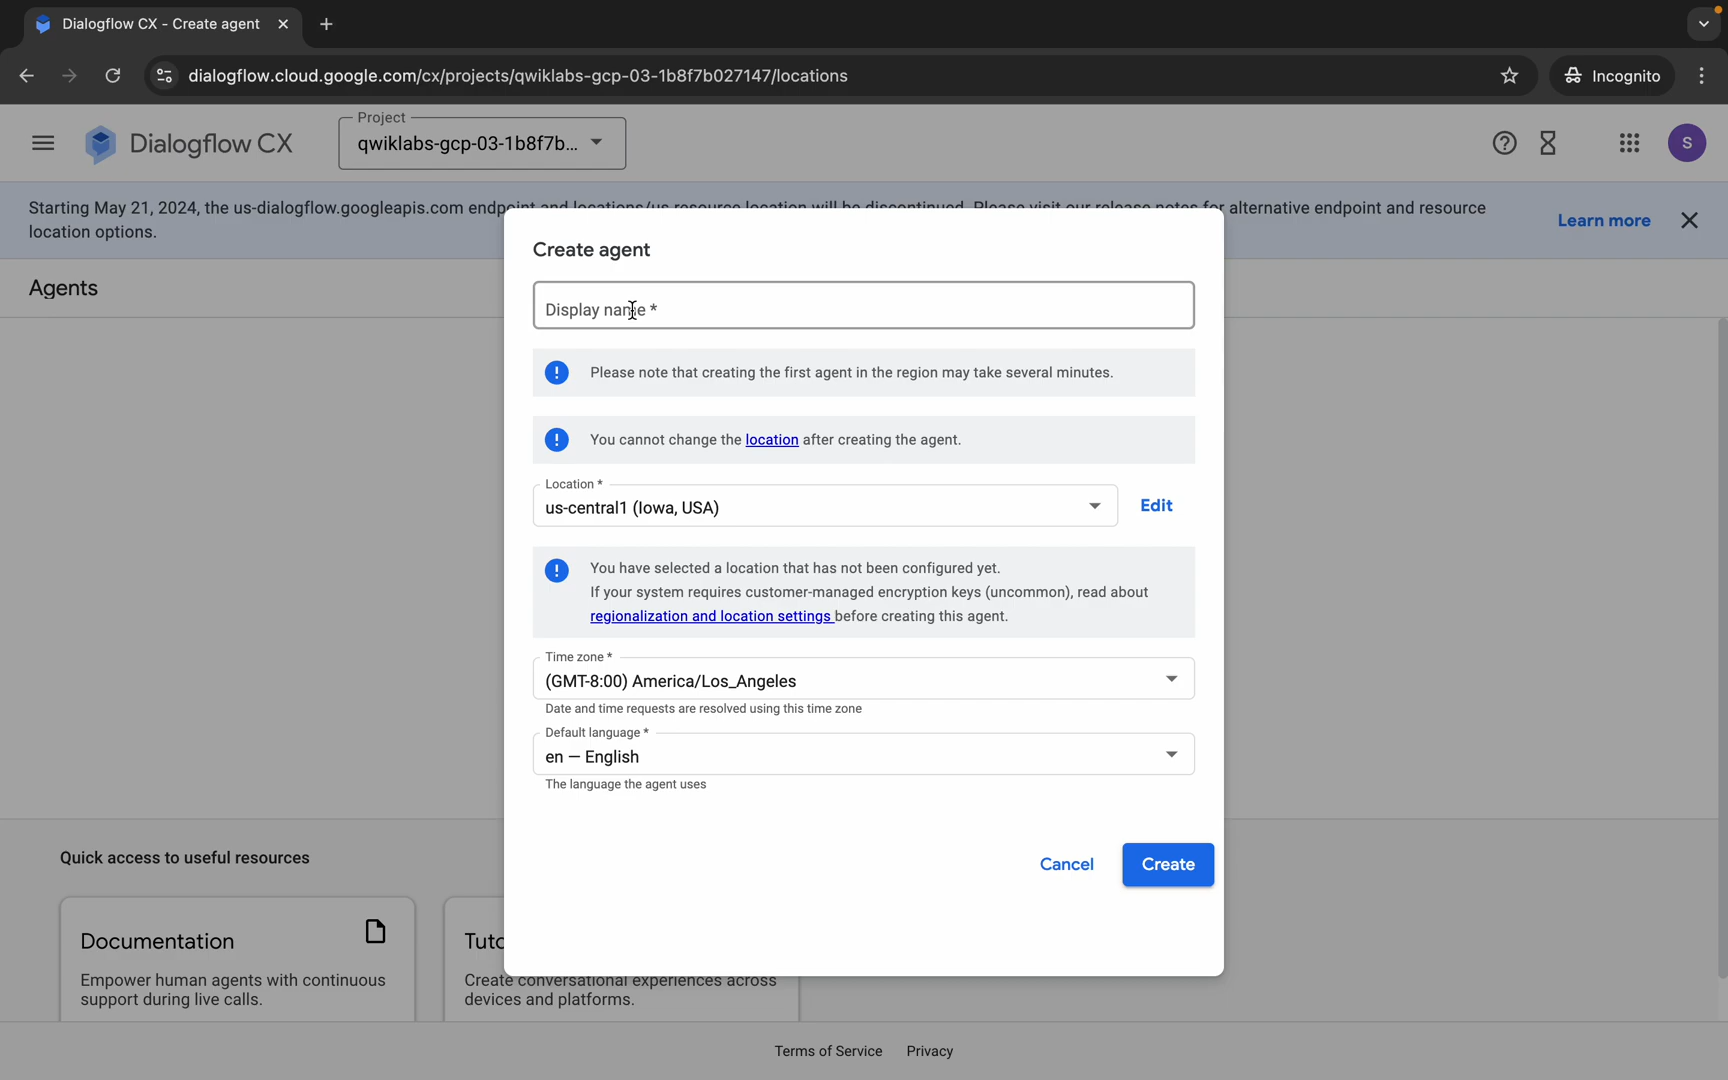 Dialogflow CX - Create agent
dialogflow.cloud.google.com/cx/projects/qwiklabs-gcp-03-1b8f7b027147/locations
Incognito
Dialogflow CX
Project
qwiklabs-gcp-03-1b8f7b...
S
Starting May 21, 2024, the us-dialogflow.googleapis.com endpoint and locations/us resource location will be discontinued. Please visit our release notes for alternative endpoint and resource
location options.
Learn more
Agents
Create agent
Display name *
Please note that creating the first agent in the region may take several minutes.
You cannot change the location after creating the agent.
Location *
us-central1 (Iowa, USA)
Edit
You have selected a location that has not been configured yet.
If your system requires customer-managed encryption keys (uncommon), read about
regionalization and location settings before creating this agent.
Time zone *
(GMT-8:00) America/Los_Angeles
Date and time requests are resolved using this time zone
Default language *
en — English
The language the agent uses
Cancel
Create
Quick access to useful resources
Documentation
Empower human agents with continuous
support during live calls.
Tuto
Create conversational experiences across
devices and platforms.
Terms of Service
Privacy